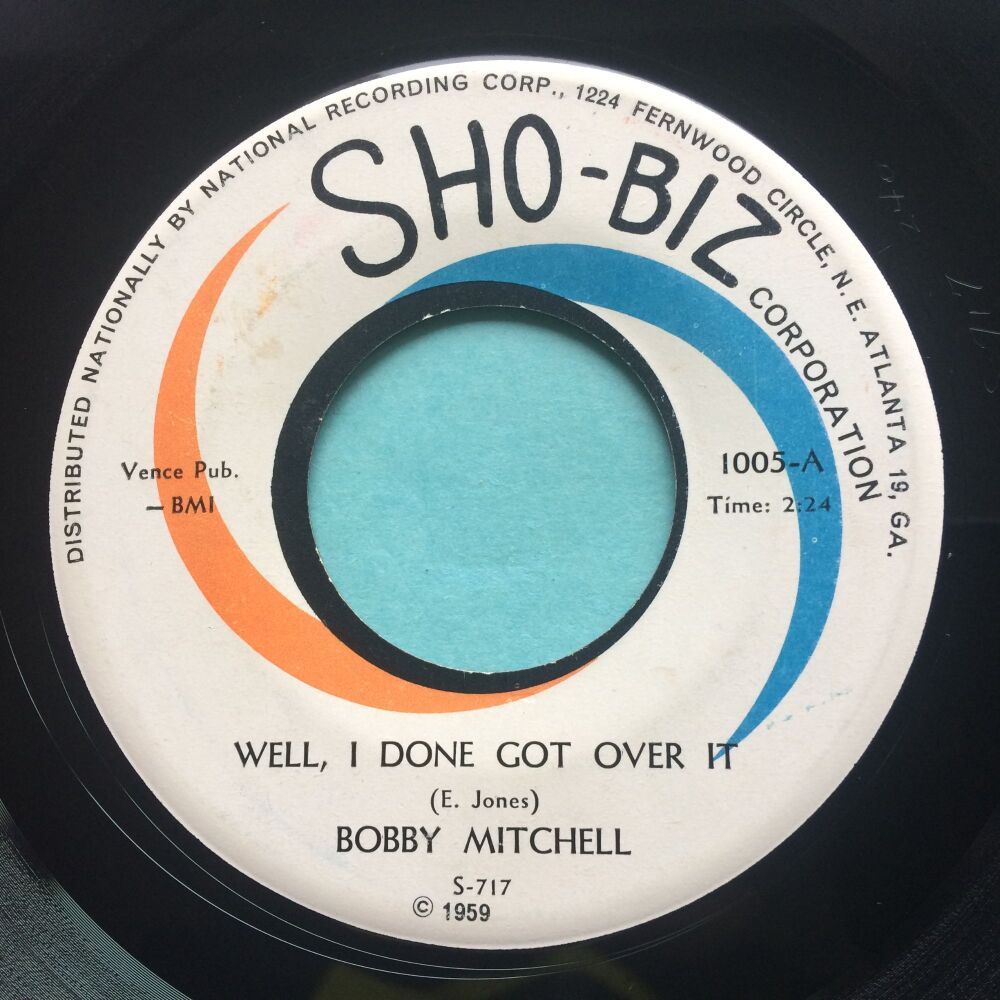 DISTRIBUTED NATIONALLY BY NATIONAL RECORDING CORP., 1224 FERNWOOD CIRCLE, N. E. ATLANTA 19, GA.
SHO-BIZ
CORPORATION
Vence Pub.
— BMI
1005-A
Time: 2:24
WELL, I DONE GOT OVER IT
(E. Jones)
BOBBY MITCHELL
S-717
© 1959